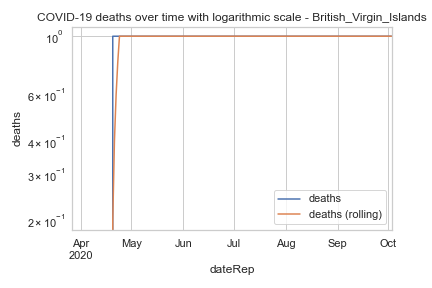 COVID-19 deaths over time with logarithmic scale - British_Virgin_Islands
10⁰
6 × 10⁻¹
4 × 10⁻¹
3 × 10⁻¹
2 × 10⁻¹
deaths
deaths
deaths (rolling)
Apr May Jun Jul Aug Sep Oct
2020
dateRep